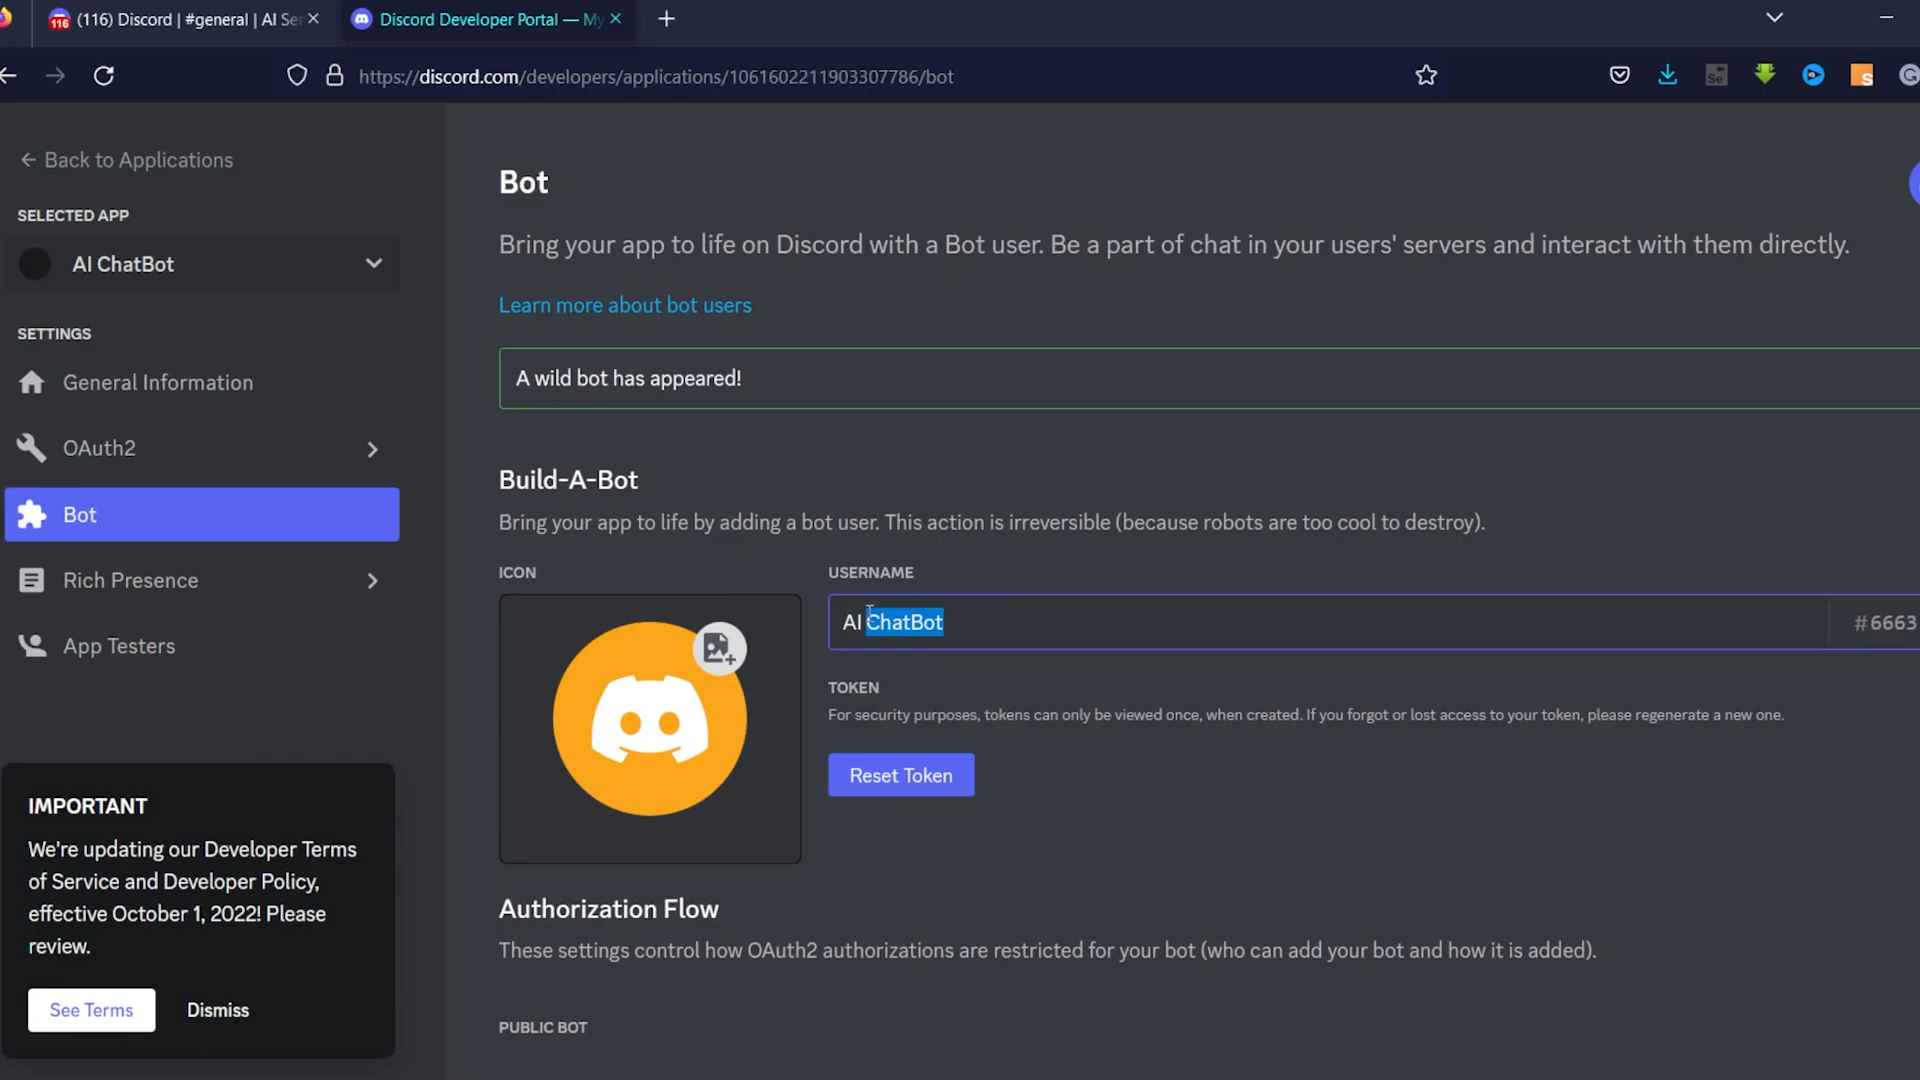 116
(116) Discord | #general | AI Ser
Discord Developer Portal — My
https://discord.com/developers/applications/1061602211903307786/bot
Se
S
G
Back to Applications
SELECTED APP
AI ChatBot
SETTINGS
General Information
OAuth2
Bot
Rich Presence
App Testers
IMPORTANT
We're updating our Developer Terms
of Service and Developer Policy,
effective October 1, 2022! Please
review.
See Terms
Dismiss
Bot
Bring your app to life on Discord with a Bot user. Be a part of chat in your users' servers and interact with them directly.
Learn more about bot users
A wild bot has appeared!
Build-A-Bot
Bring your app to life by adding a bot user. This action is irreversible (because robots are too cool to destroy).
ICON
USERNAME
AI ChatBot
#6663
TOKEN
For security purposes, tokens can only be viewed once, when created. If you forgot or lost access to your token, please regenerate a new one.
Reset Token
Authorization Flow
These settings control how OAuth2 authorizations are restricted for your bot (who can add your bot and how it is added).
PUBLIC BOT